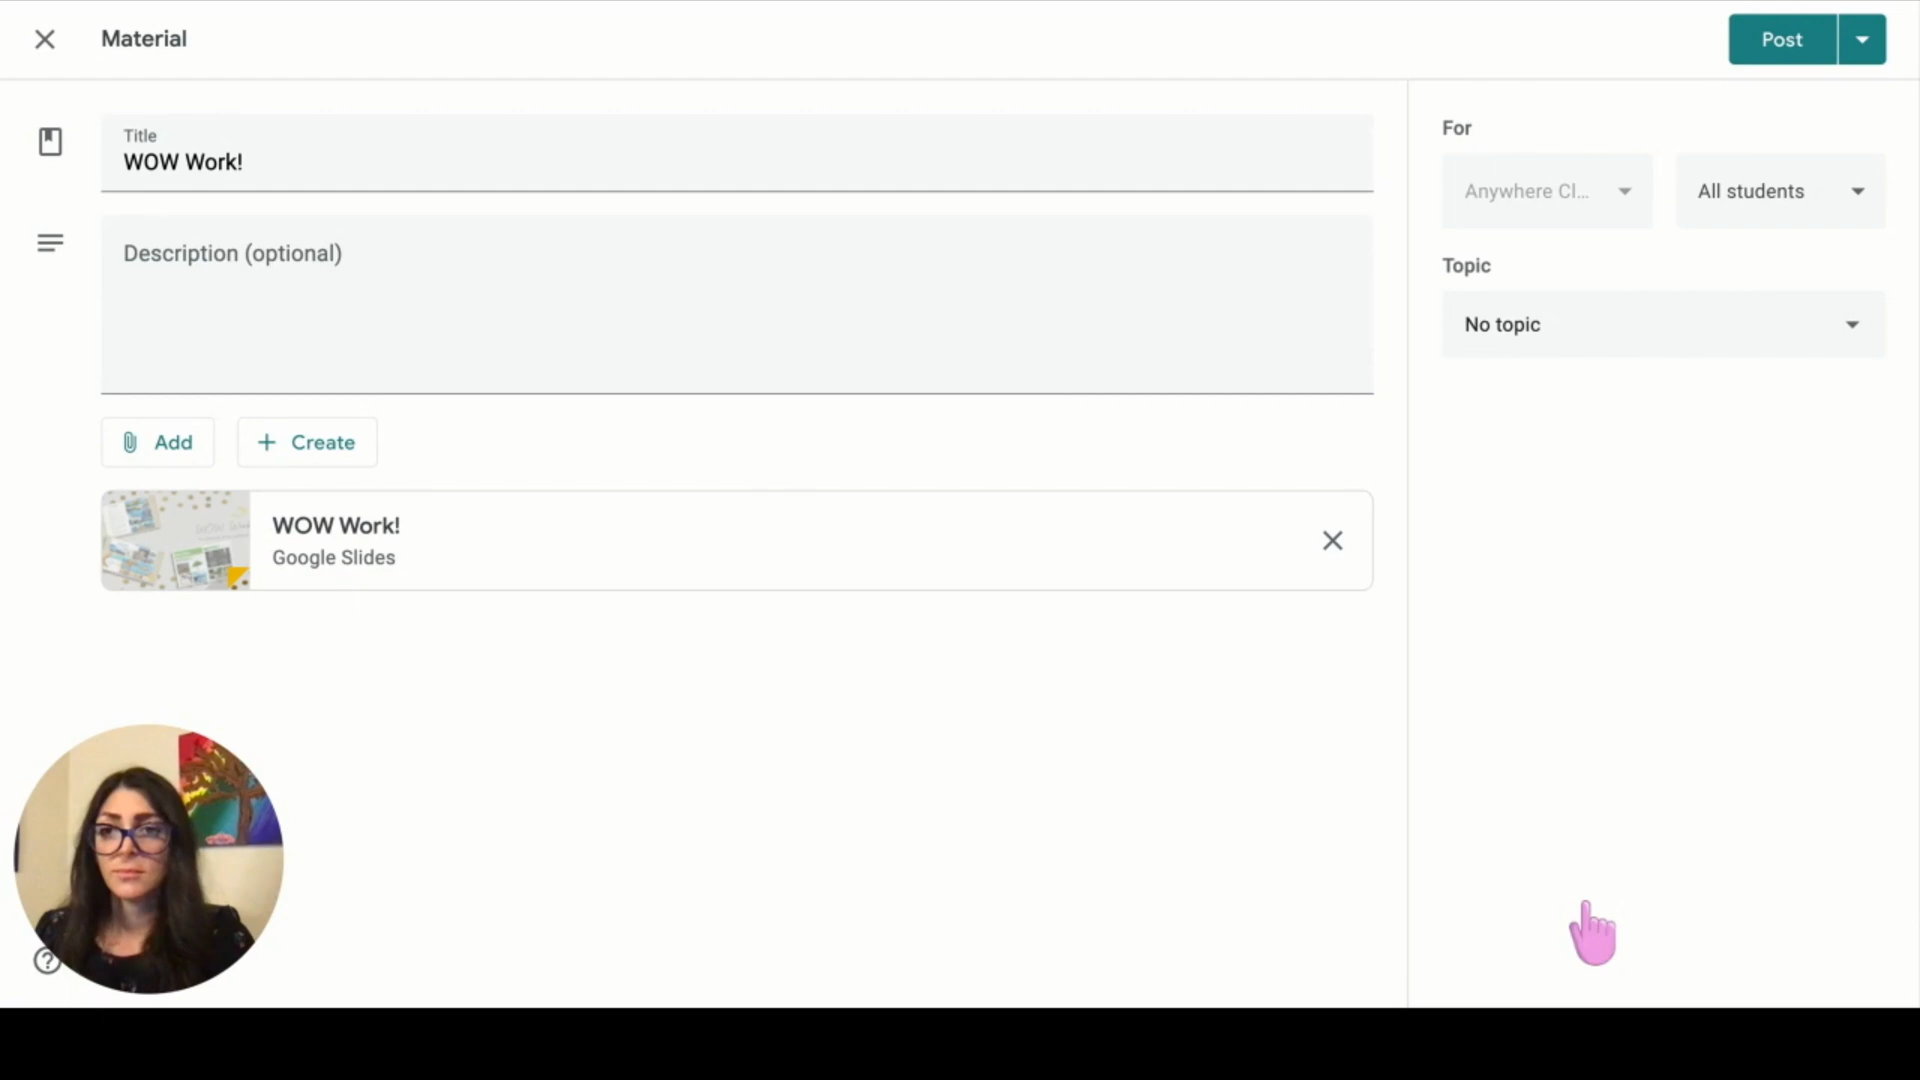 Material
Post
Title
WOW Work!
Description (optional)
Add
Create
WOW Work!
Google Slides
For
Anywhere Cl...
All students
Topic
No topic
?